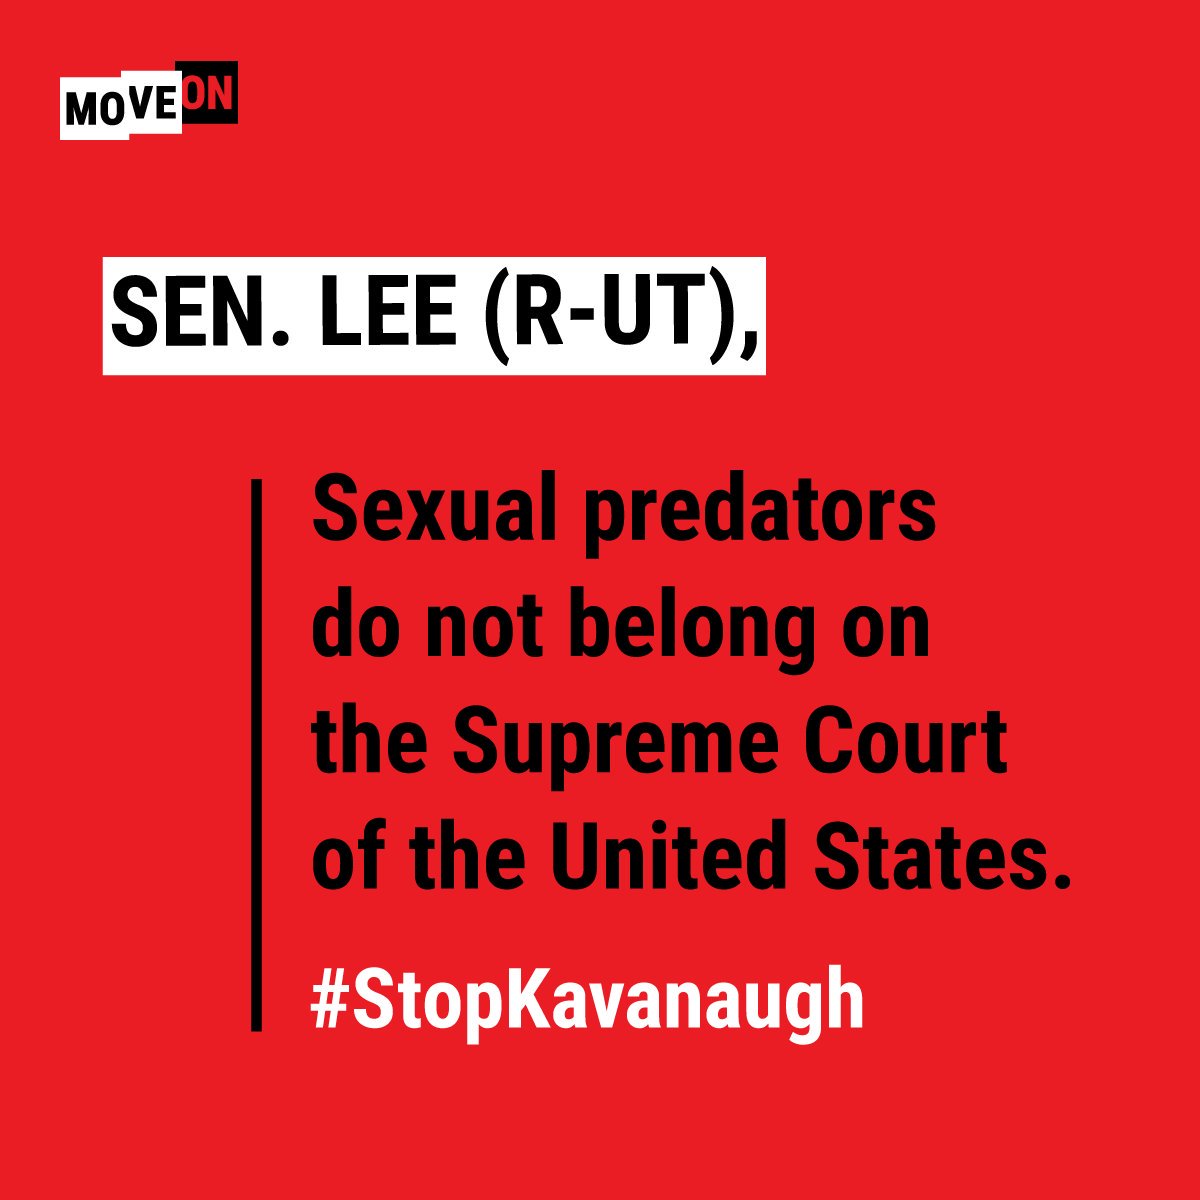 MOVEON
SEN. LEE (R-UT),
Sexual predators
do not belong on
the Supreme Court
of the United States.
#StopKavanaugh